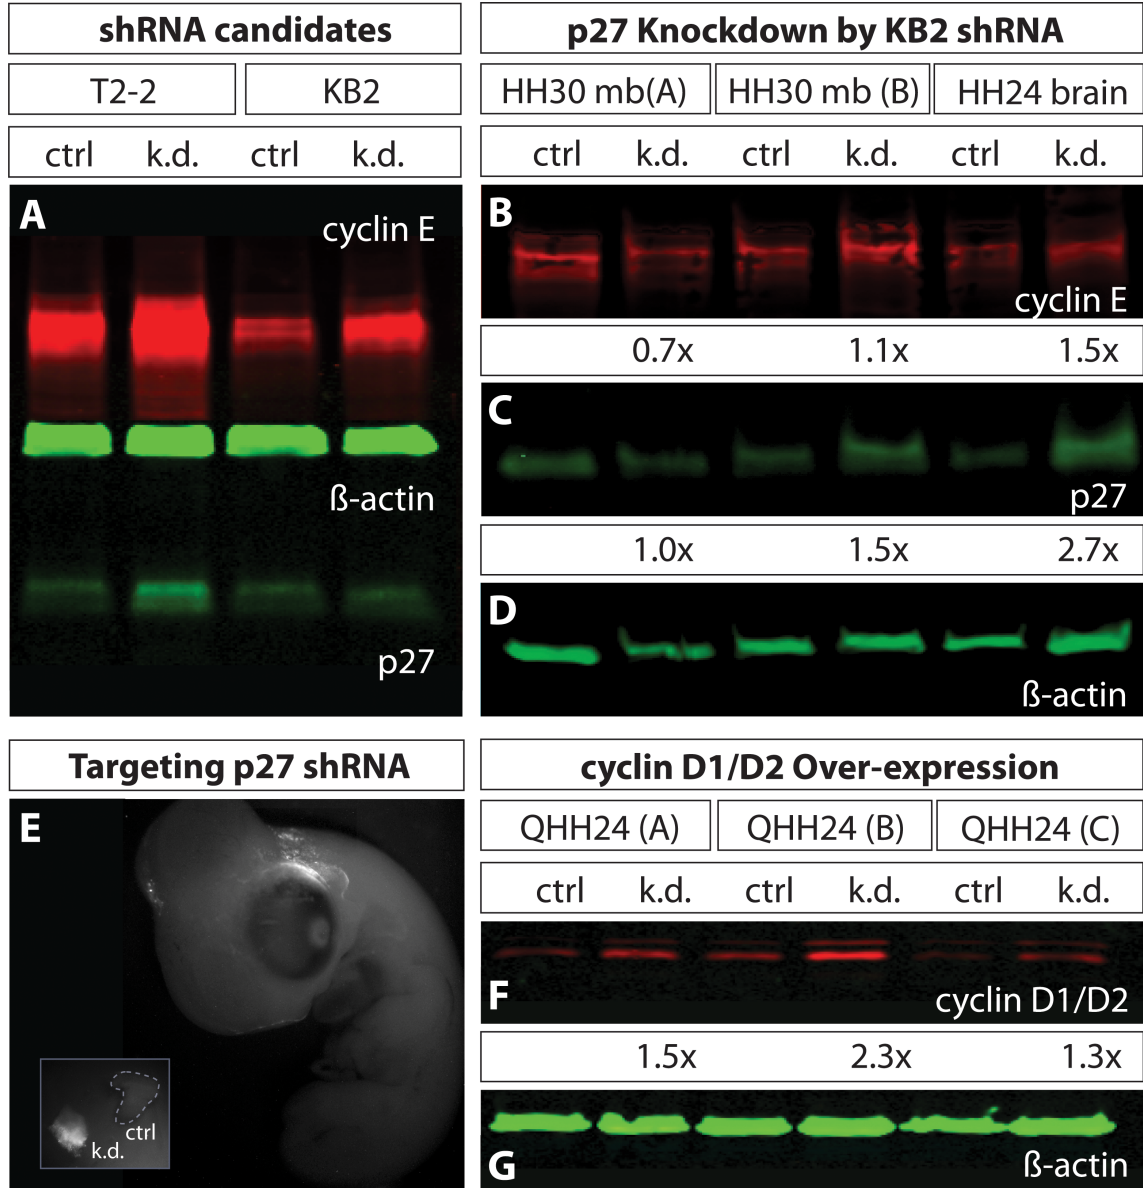 shRNA candidates
T2-2 KB2
ctrl k.d. ctrl k.d.
A
cyclin E
ß-actin
p27
p27 Knockdown by KB2 shRNA
HH30 mb(A) HH30 mb (B) HH24 brain
ctrl k.d. ctrl k.d. ctrl k.d.
B
cyclin E
0.7x 1.1x 1.5x
C
p27
1.0x 1.5x 2.7x
D
ß-actin
Targeting p27 shRNA
E
ctrl
k.d.
cyclin D1/D2 Over-expression
QHH24 (A) QHH24 (B) QHH24 (C)
ctrl k.d. ctrl k.d. ctrl k.d.
F
cyclin D1/D2
1.5x 2.3x 1.3x
G
ß-actin